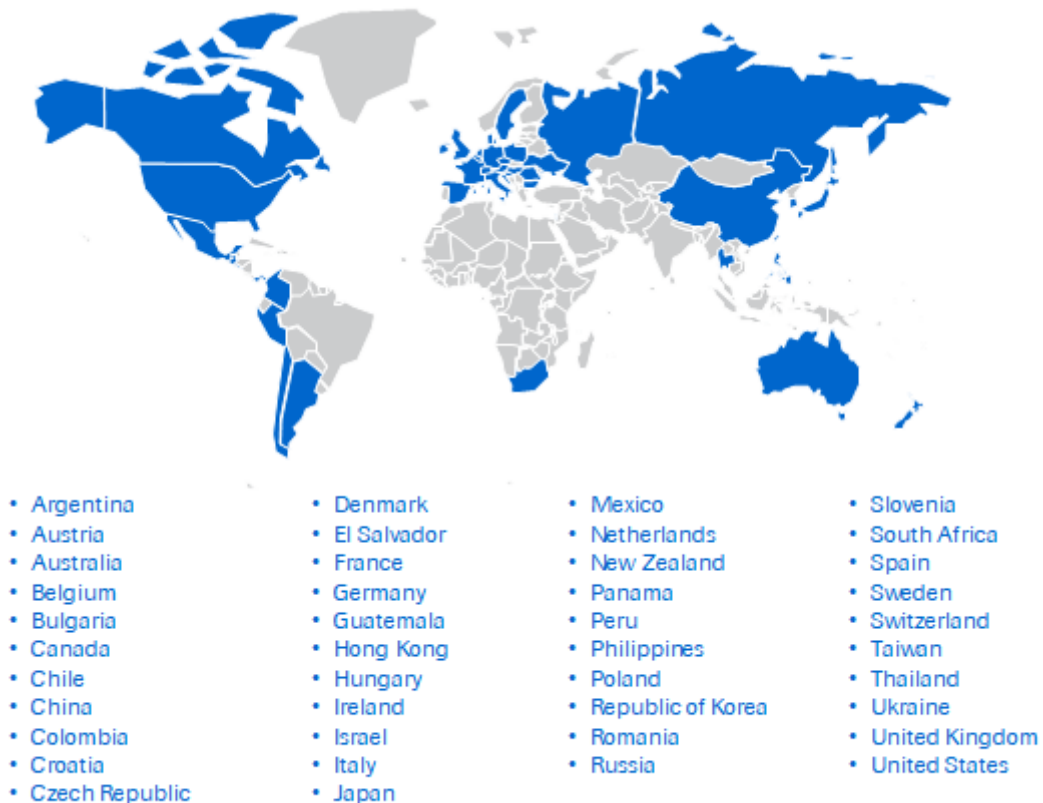 • Argentina
• Austria
• Australia
• Belgium
• Bulgaria
• Canada
• Chile
• China
• Colombia
• Croatia
• Czech Republic
• Denmark
• El Salvador
• France
• Germany
• Guatemala
• Hong Kong
• Hungary
• Ireland
• Israel
• Italy
• Japan
• Mexico
• Netherlands
• New Zealand
• Panama
• Peru
• Philippines
• Poland
• Republic of Korea
• Romania
• Russia
• Slovenia
• South Africa
• Spain
• Sweden
• Switzerland
• Taiwan
• Thailand
• Ukraine
• United Kingdom
• United States